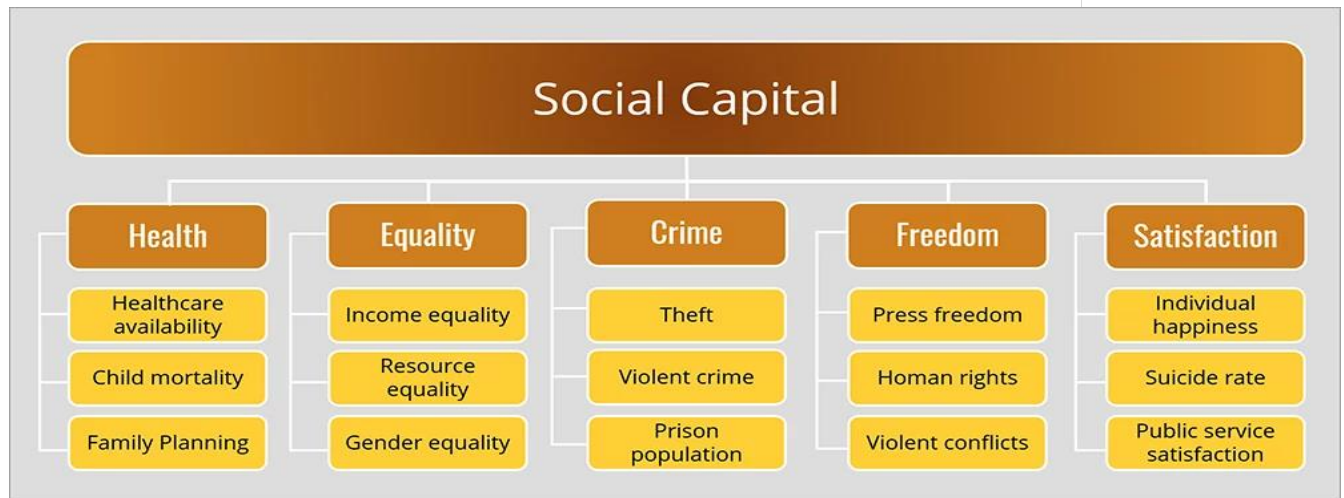 Social Capital
Health
Healthcare
availability
Child mortality
Family Planning
Equality
Income equality
Resource
equality
Gender equality
Crime
Theft
Violent crime
Prison
population
Freedom
Press freedom
Homan rights
Violent conflicts
Satisfaction
Individual
happiness
Suicide rate
Public service
satisfaction